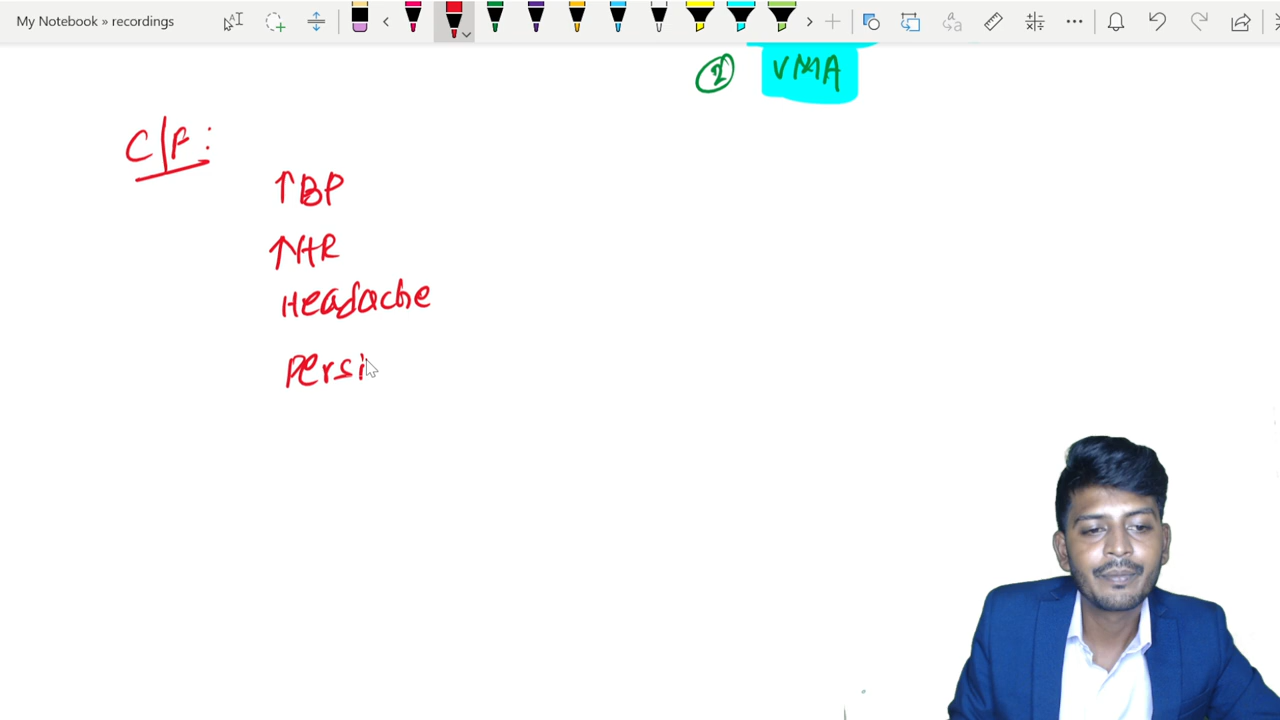 My Notebook » recordings
② VMA
C/F:
↑BP
↑HR
Headache
Persi